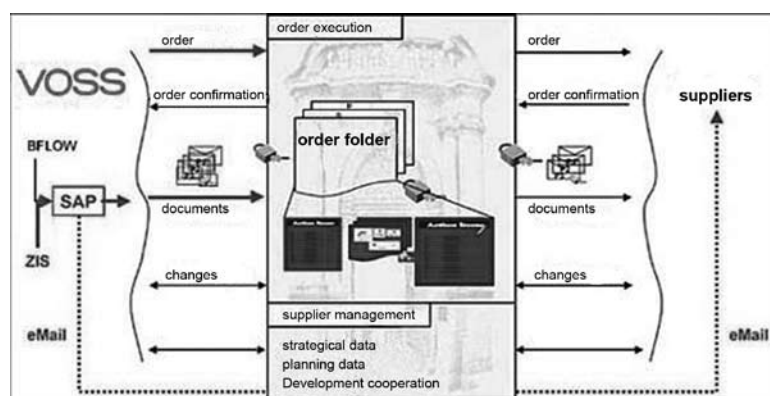 order execution
order
order
VOSS
order confirmation
order confirmation
suppliers
order folder
BFLOW
SAP
documents
documents
ZIS
changes
changes
supplier management
eMail
eMail
strategical data
planning data
Development cooperation